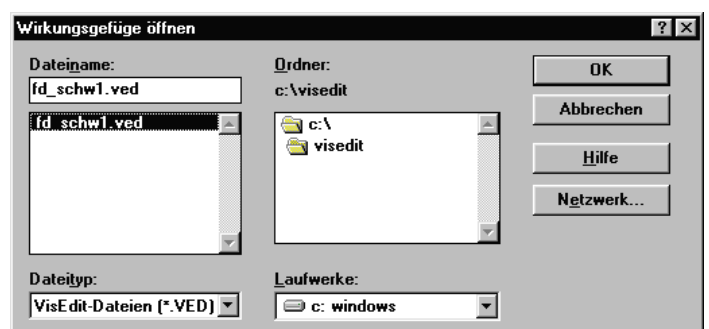 Wirkungsgefüge öffnen
Dateiname:
fd_schw1.ved
fd_schw1.ved
Dateityp:
VisEdit-Dateien (*.VED)
Ordner:
c:\visedit
c:\
visedit
Laufwerke:
c: windows
OK
Abbrechen
Hilfe
Netzwerk...